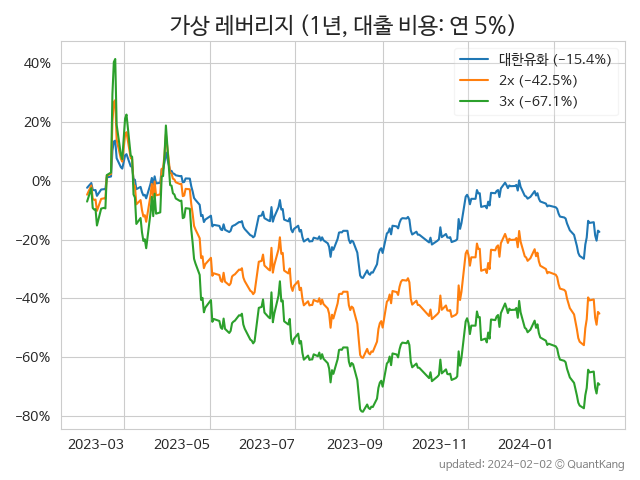 가상 레버리지 (1년, 대출 비용: 연 5%)
대한유화 (−15.4%)
2x (−42.5%)
3x (−67.1%)
40%
20%
0%
−20%
−40%
−60%
−80%
2023-03 2023-05 2023-07 2023-09 2023-11 2024-01
updated: 2024-02-02 © QuantKang